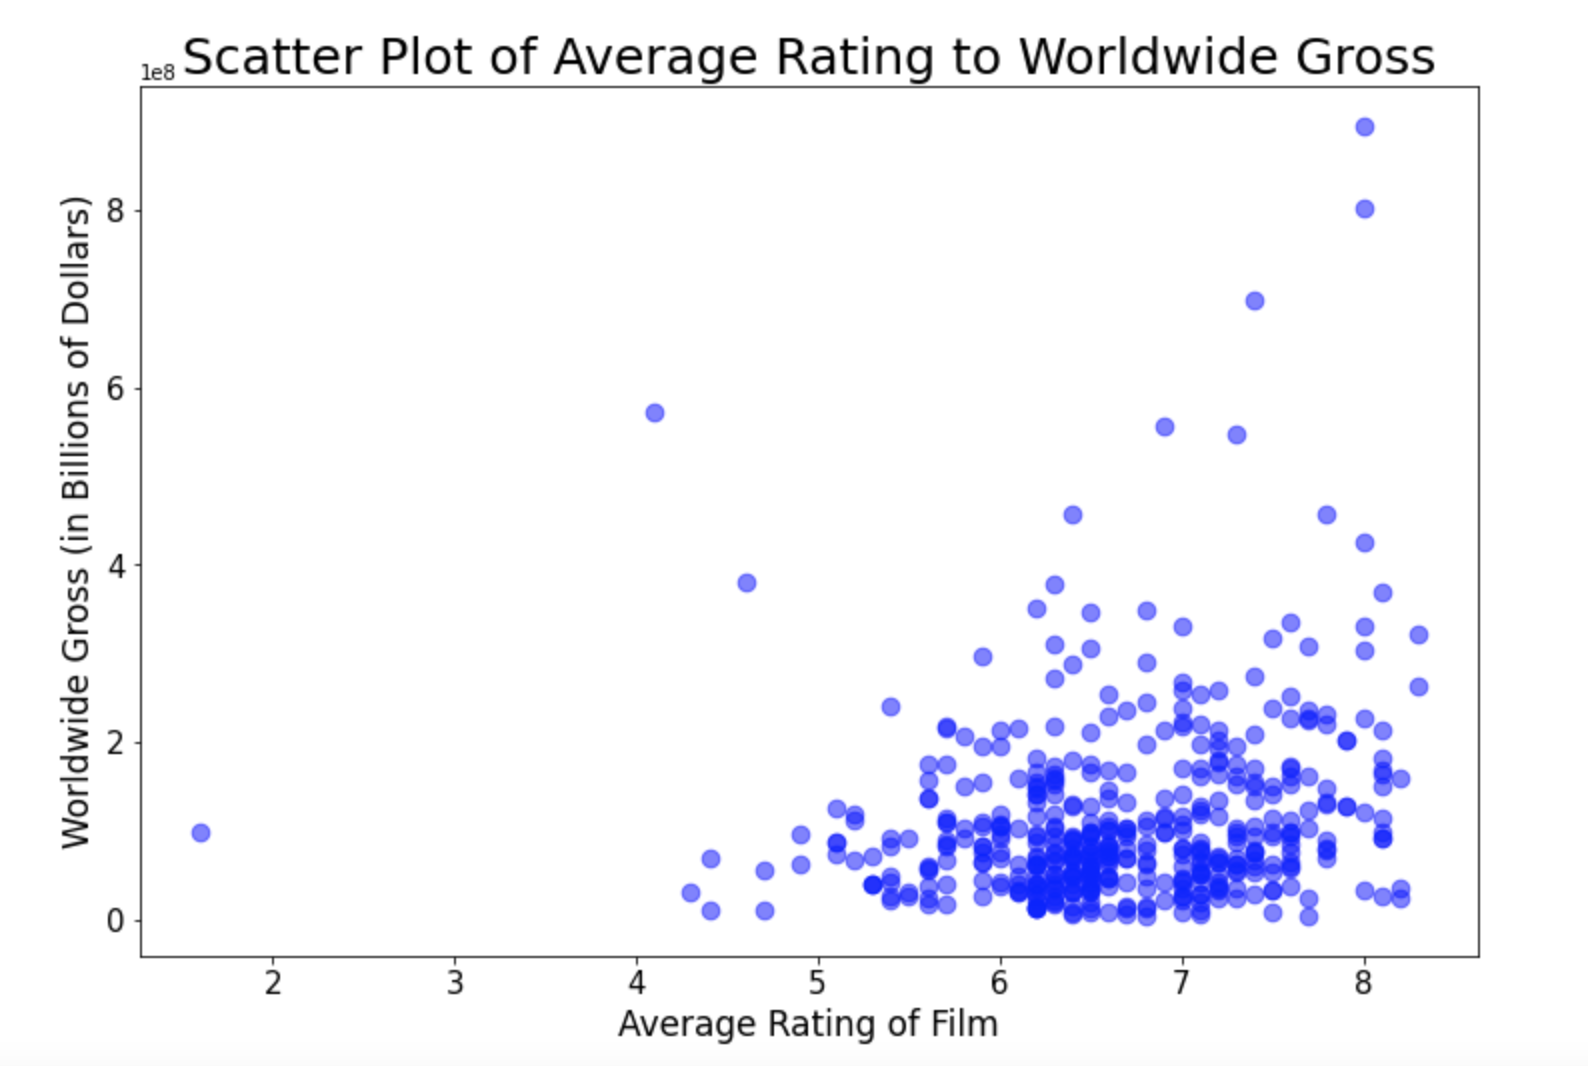 Scatter Plot of Average Rating to Worldwide Gross
1e8
Worldwide Gross (in Billions of Dollars)
8
6
4
2
0
2 3 4 5 6 7 8
Average Rating of Film